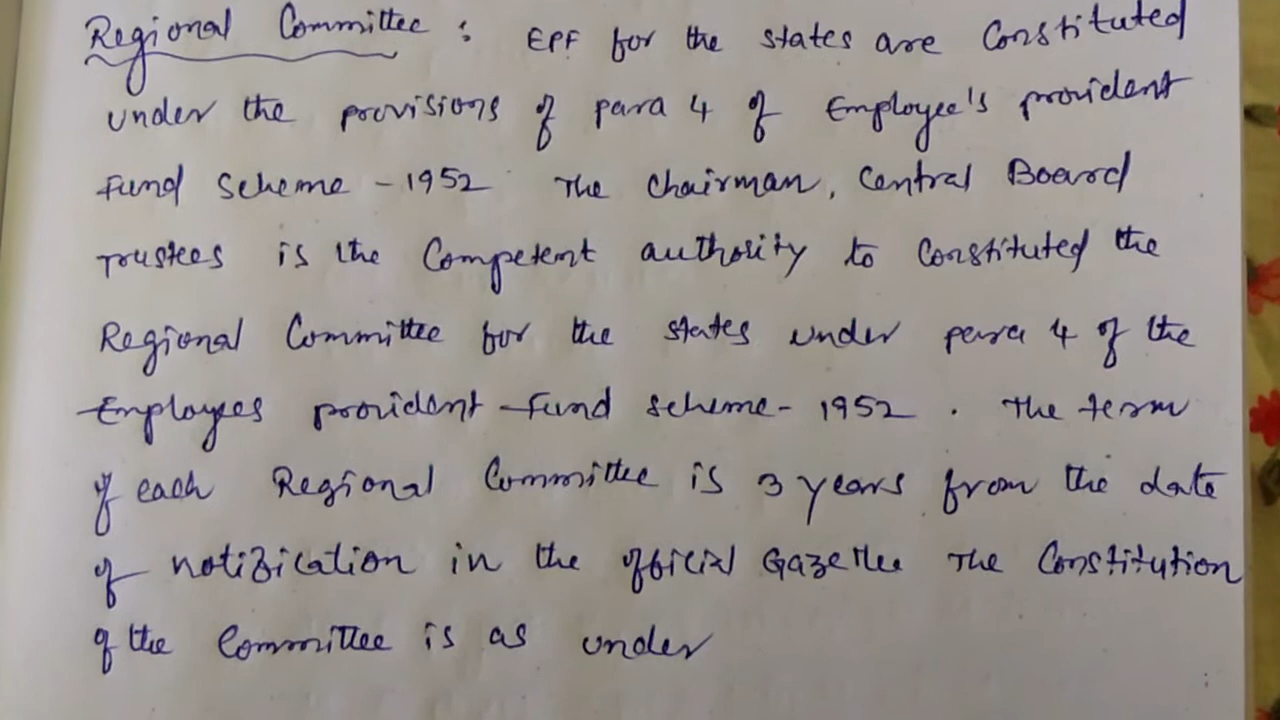 Regional Committee : EPF for the states are Constituted
under the provisions of para 4 of Employee's provident
Fund Scheme - 1952 The Chairman, Central Board
Trustees is the Competent authority to Constituted the
Regional Committee for the states under para 4 of the
Employees provident Fund Scheme - 1952 . The term
of each Regional Committee is 3 years from the date
of notification in the official Gazettee The Constitution
of the Committee is as under